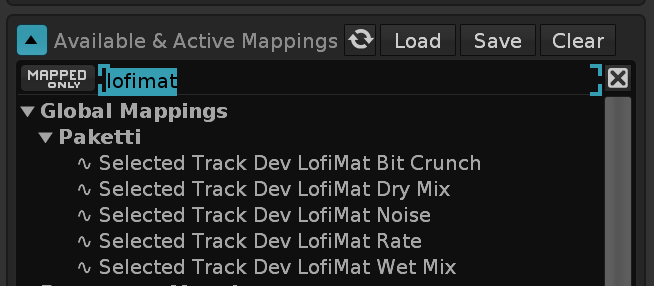 Available & Active Mappings Load Save Clear
MAPPED ONLY lofimat
Global Mappings
Paketti
Selected Track Dev LofiMat Bit Crunch
Selected Track Dev LofiMat Dry Mix
Selected Track Dev LofiMat Noise
Selected Track Dev LofiMat Rate
Selected Track Dev LofiMat Wet Mix